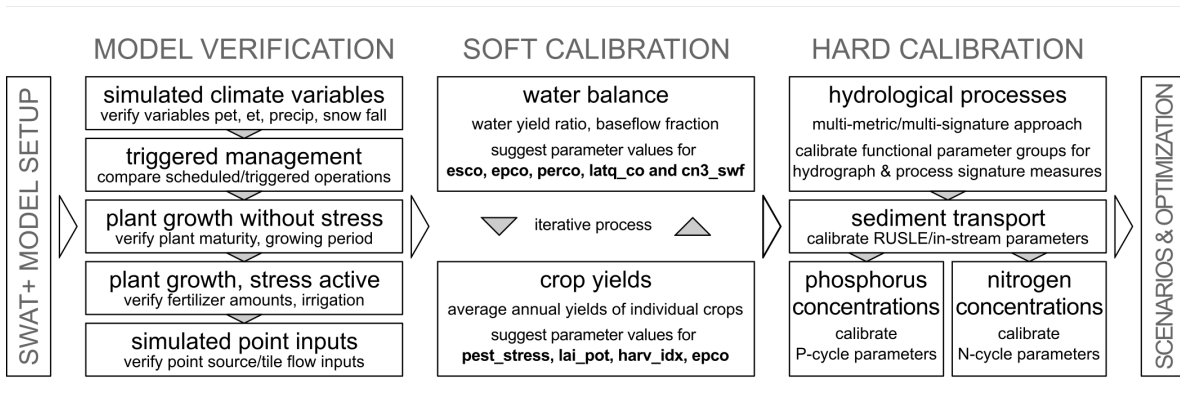 SWAT+ MODEL SETUP
MODEL VERIFICATION
simulated climate variables
verify variables pet, et, precip, snow fall
triggered management
compare scheduled/triggered operations
plant growth without stress
verify plant maturity, growing period
plant growth, stress active
verify fertilizer amounts, irrigation
simulated point inputs
verify point source/tile flow inputs
SOFT CALIBRATION
water balance
water yield ratio, baseflow fraction
suggest parameter values for
esco, epco, perco, latq_co and cn3_swf
iterative process
crop yields
average annual yields of individual crops
suggest parameter values for
pest_stress, lai_pot, harv_idx, epco
HARD CALIBRATION
hydrological processes
multi-metric/multi-signature approach
calibrate functional parameter groups for
hydrograph & process signature measures
sediment transport
calibrate RUSLE/in-stream parameters
phosphorus
concentrations
calibrate
P-cycle parameters
nitrogen
concentrations
calibrate
N-cycle parameters
SCENARIOS & OPTIMIZATION